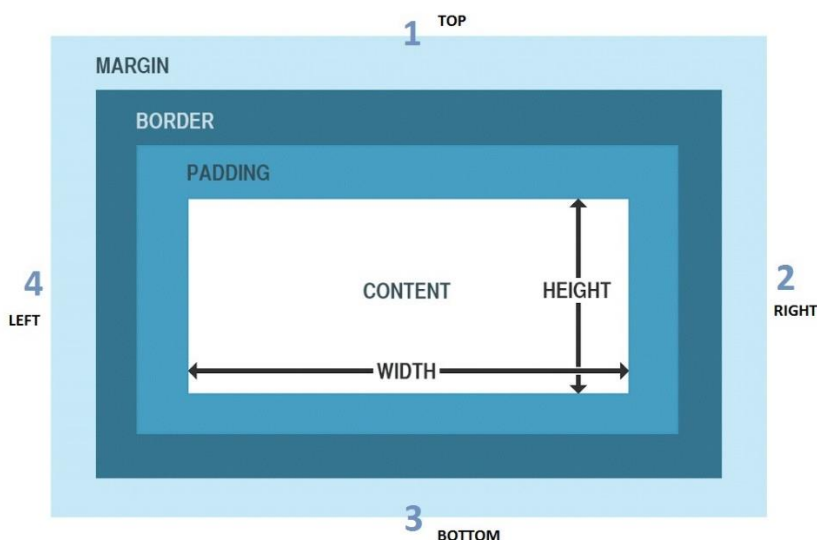 1 TOP
MARGIN
BORDER
PADDING
4
LEFT
CONTENT
HEIGHT
2
RIGHT
WIDTH
3
BOTTOM